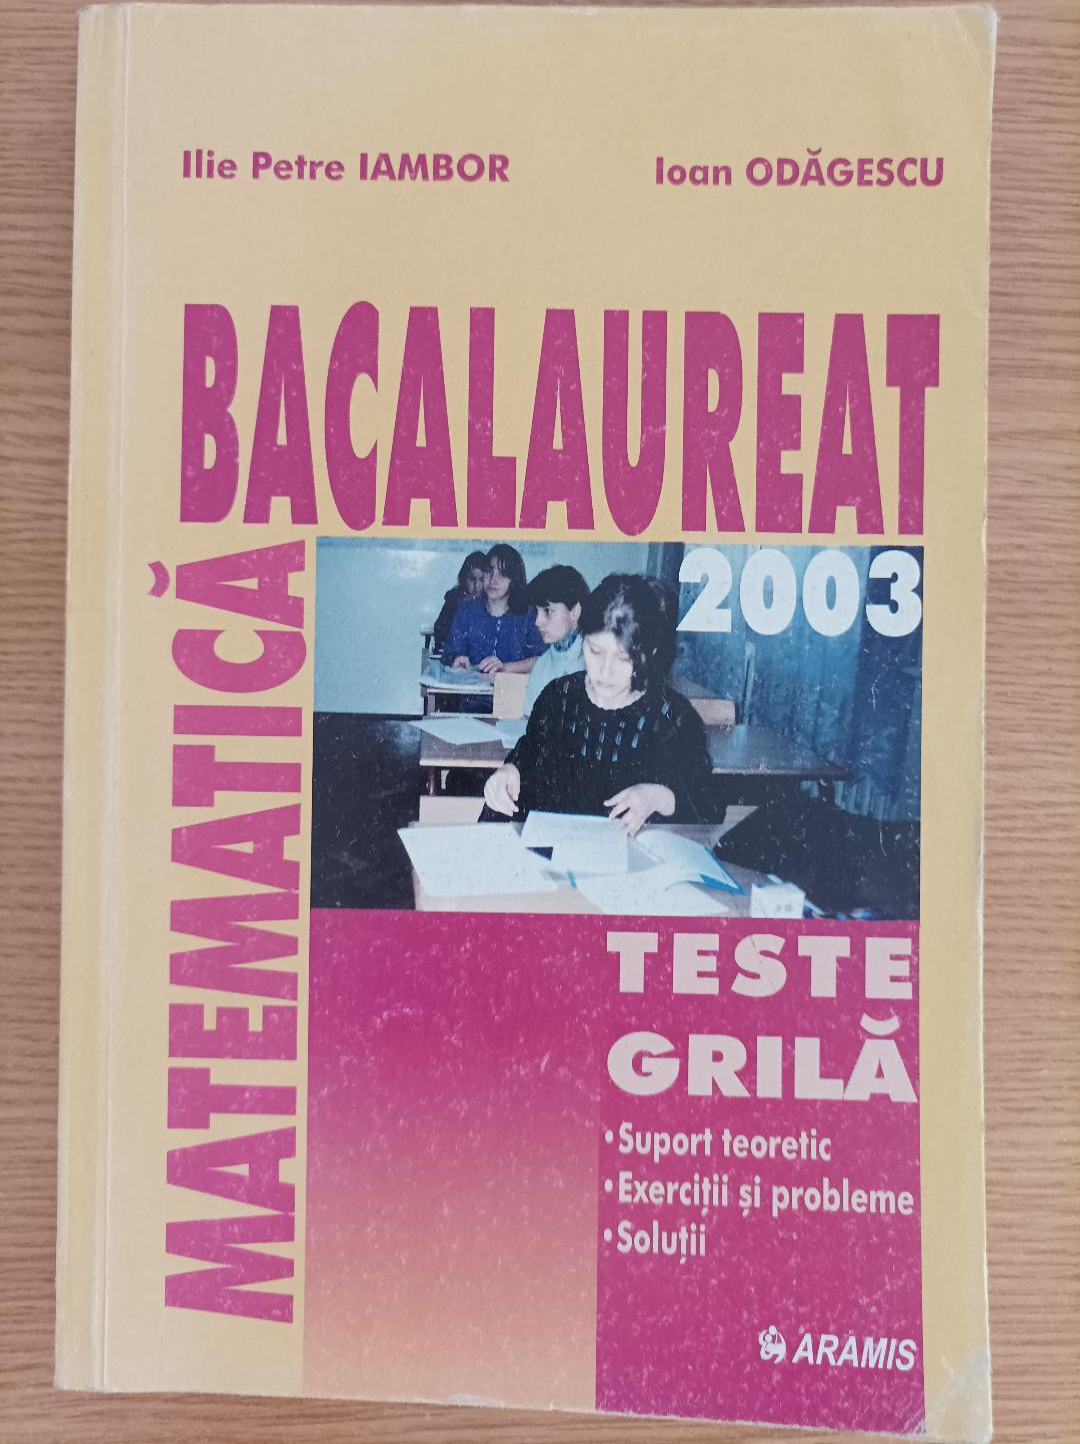 Ilie Petre IAMBOR
Ioan ODĂGESCU
BACALAUREAT
MATEMATICĂ
2003
TESTE
GRILĂ
•Suport teoretic
•Exerciții și probleme
•Soluții
ARAMIS